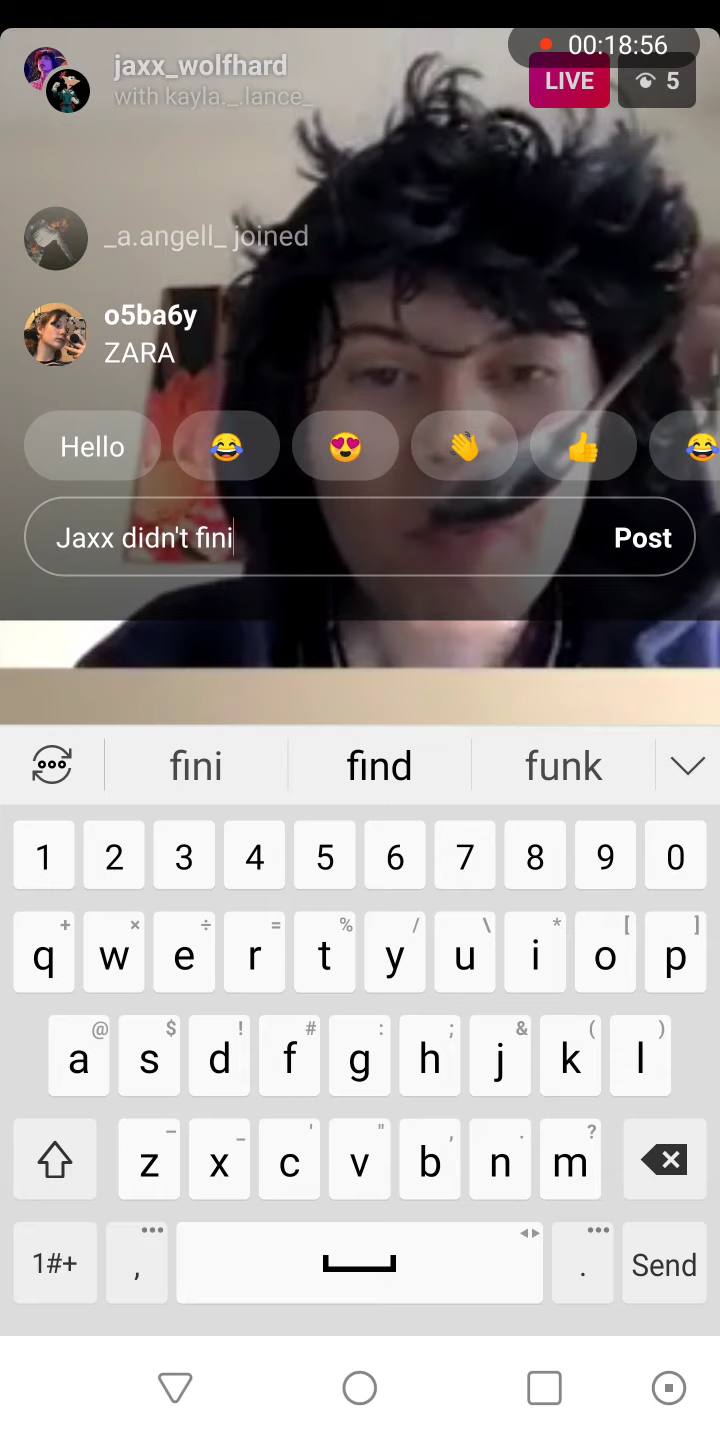 00:18:56
jaxx_wolfhard
with kayla._.lance_
LIVE
5
_a.angell_ joined
o5ba6y
ZARA
Hello
Jaxx didn't fini
Post
fini find funk
1 2 3 4 5 6 7 8 9 0
+ × ÷ = % / \ * [ ]
q w e r t y u i o p
@ $ ! # : ; & ( )
a s d f g h j k l
– _ ' " , . ?
z x c v b n m
1#+ , . Send